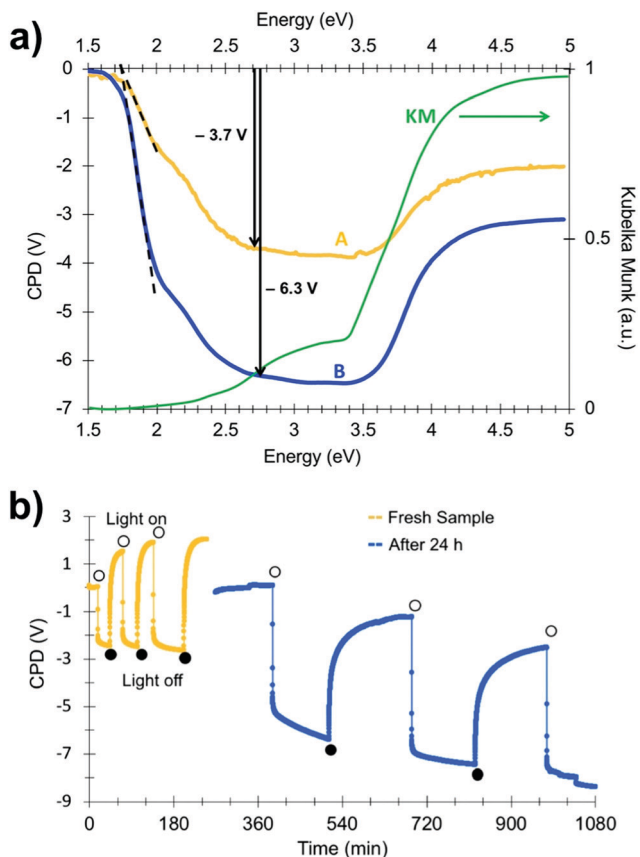 a)
Energy (eV)
1.5 2 2.5 3 3.5 4 4.5 5
0
-1
-2
-3
-4
-5
-6
-7
CPD (V)
1
0.5
0
Kubelka Munk (a.u.)
KM
– 3.7 V
A
– 6.3 V
B
1.5 2 2.5 3 3.5 4 4.5 5
Energy (eV)
b)
3
1
-1
-3
-5
-7
-9
CPD (V)
Light on
Light off
Fresh Sample
After 24 h
0 180 360 540 720 900 1080
Time (min)